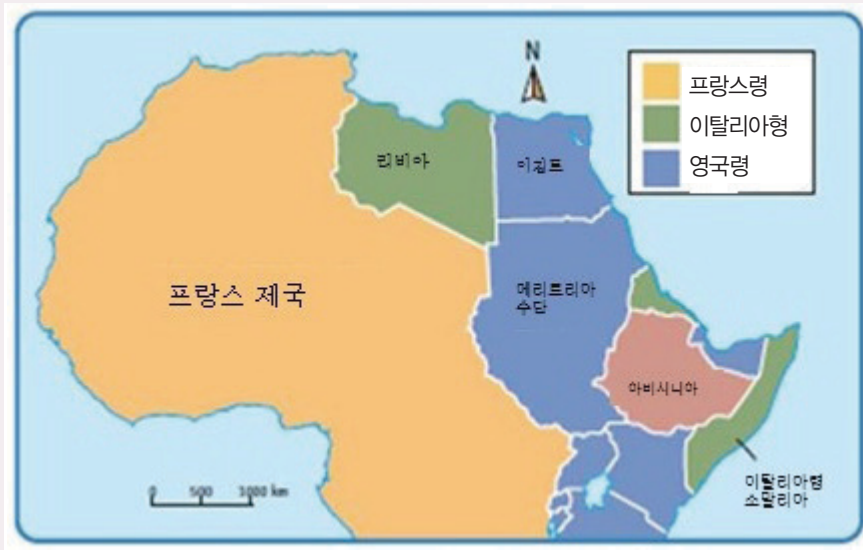 N
프랑스령
이탈리아형
영국령
리비아
이집트
프랑스 제국
에리트리아
수단
아비시니아
이탈리아령
소말리아
0 500 1000 km